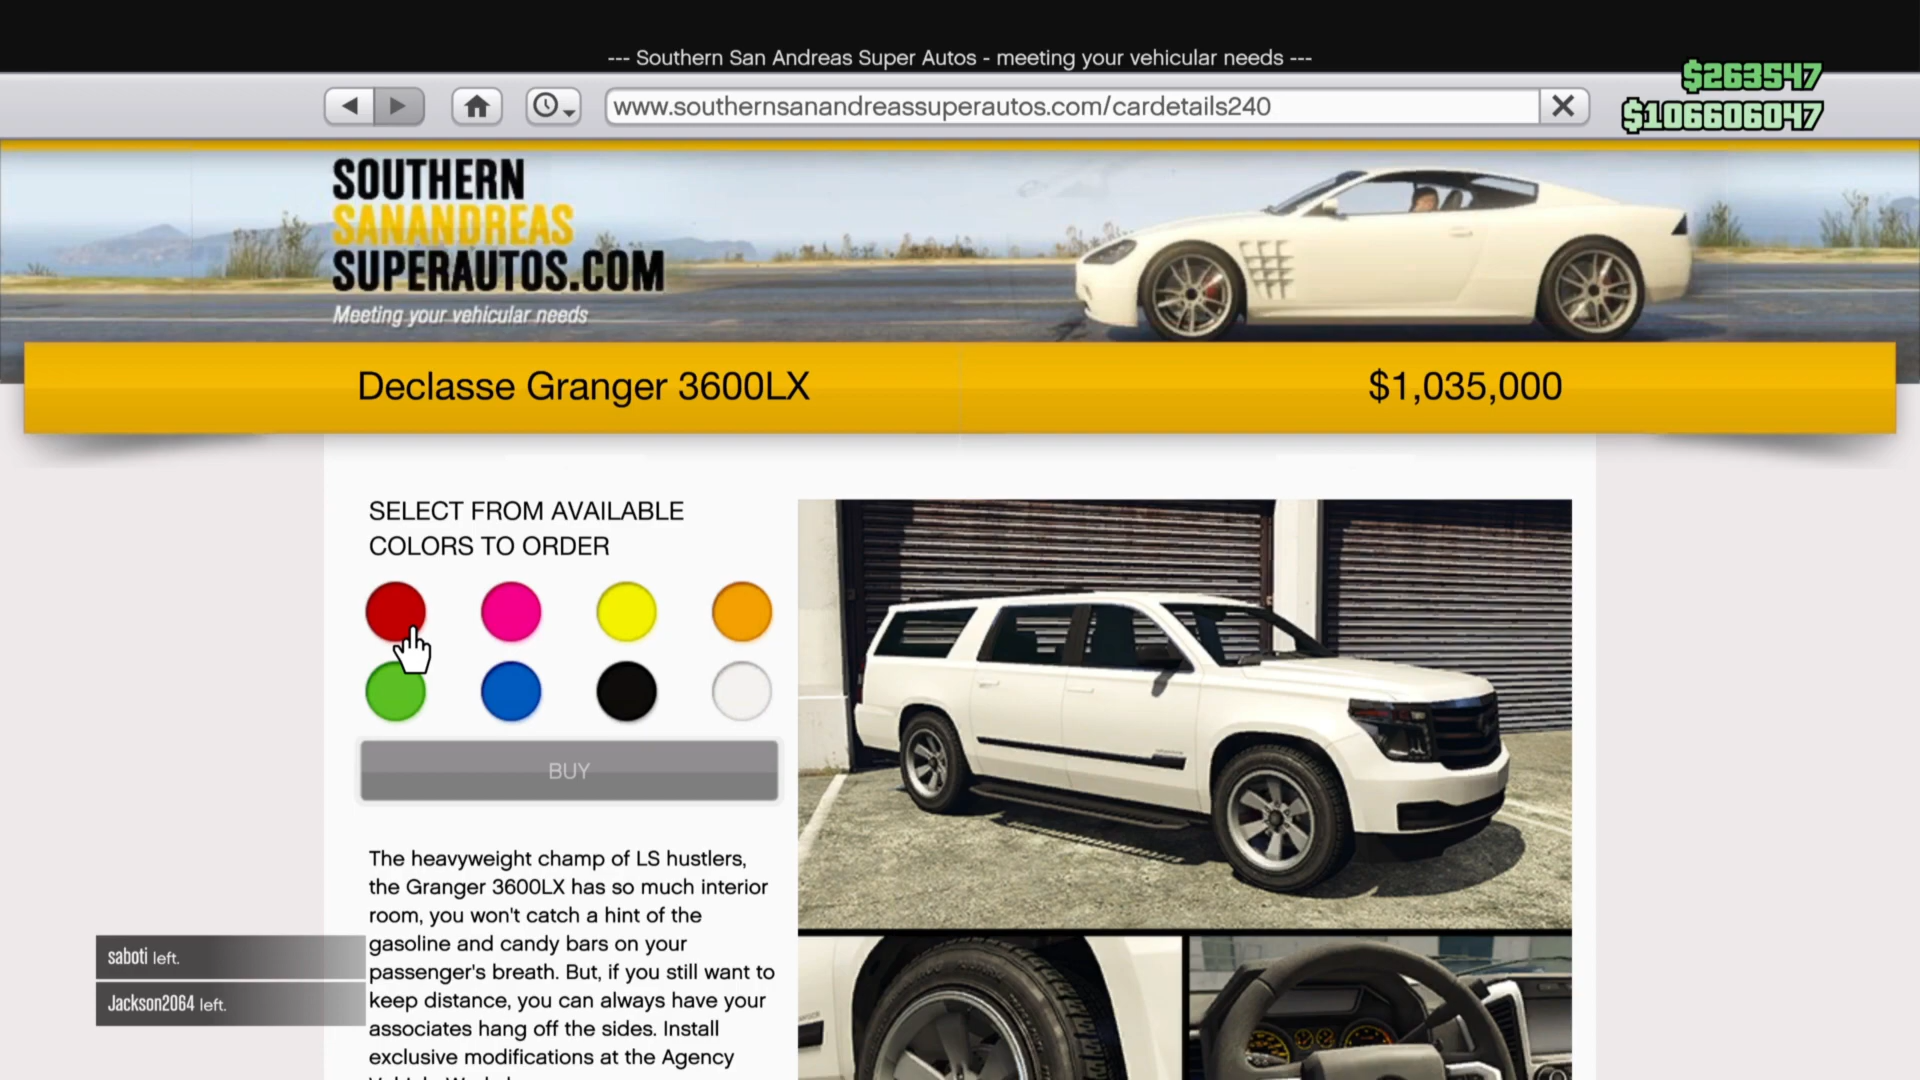 --- Southern San Andreas Super Autos - meeting your vehicular needs ---
$263547
www.southernsanandreassuperautos.com/cardetails240
$106606047
SOUTHERN
SANANDREAS
SUPERAUTOS.COM
Meeting your vehicular needs
Declasse Granger 3600LX
$1,035,000
SELECT FROM AVAILABLE
COLORS TO ORDER
BUY
The heavyweight champ of LS hustlers,
the Granger 3600LX has so much interior
room, you won't catch a hint of the
gasoline and candy bars on your
passenger's breath. But, if you still want to
keep distance, you can always have your
associates hang off the sides. Install
exclusive modifications at the Agency
saboti left.
Jackson2064 left.